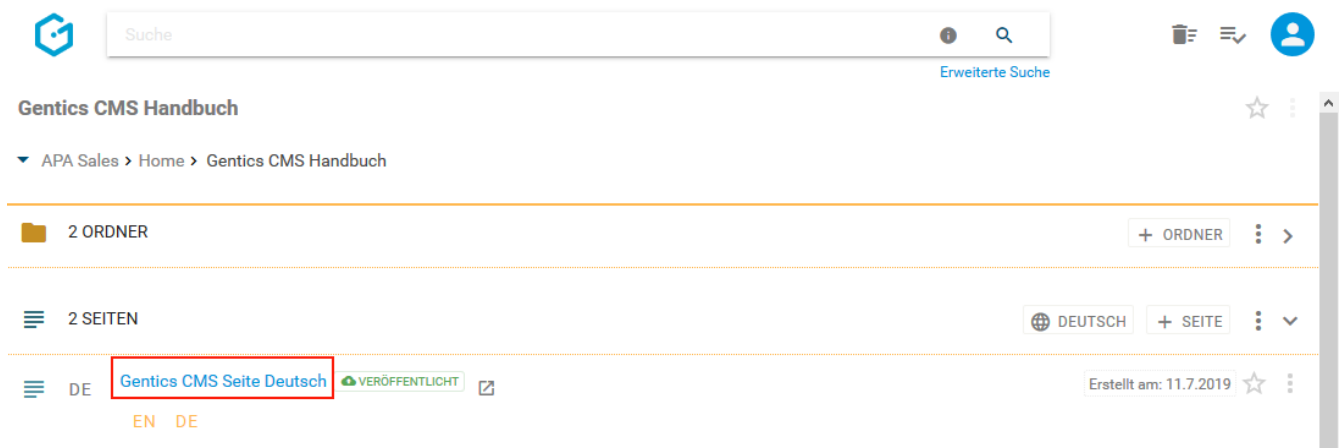 Suche
Erweiterte Suche
Gentics CMS Handbuch
APA Sales > Home > Gentics CMS Handbuch
2 ORDNER + ORDNER
2 SEITEN DEUTSCH + SEITE
DE Gentics CMS Seite Deutsch VERÖFFENTLICHT Erstellt am: 11.7.2019
EN DE